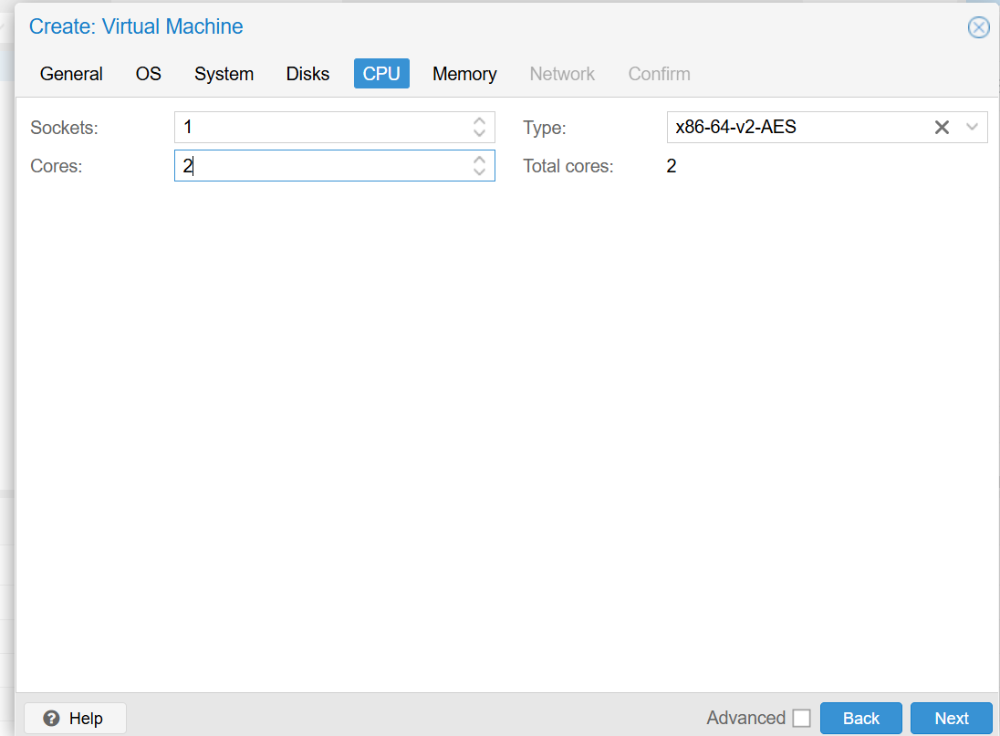 Create: Virtual Machine
General OS System Disks CPU Memory Network Confirm
Sockets: 1 Type: x86-64-v2-AES
Cores: 2 Total cores: 2
Help Advanced Back Next